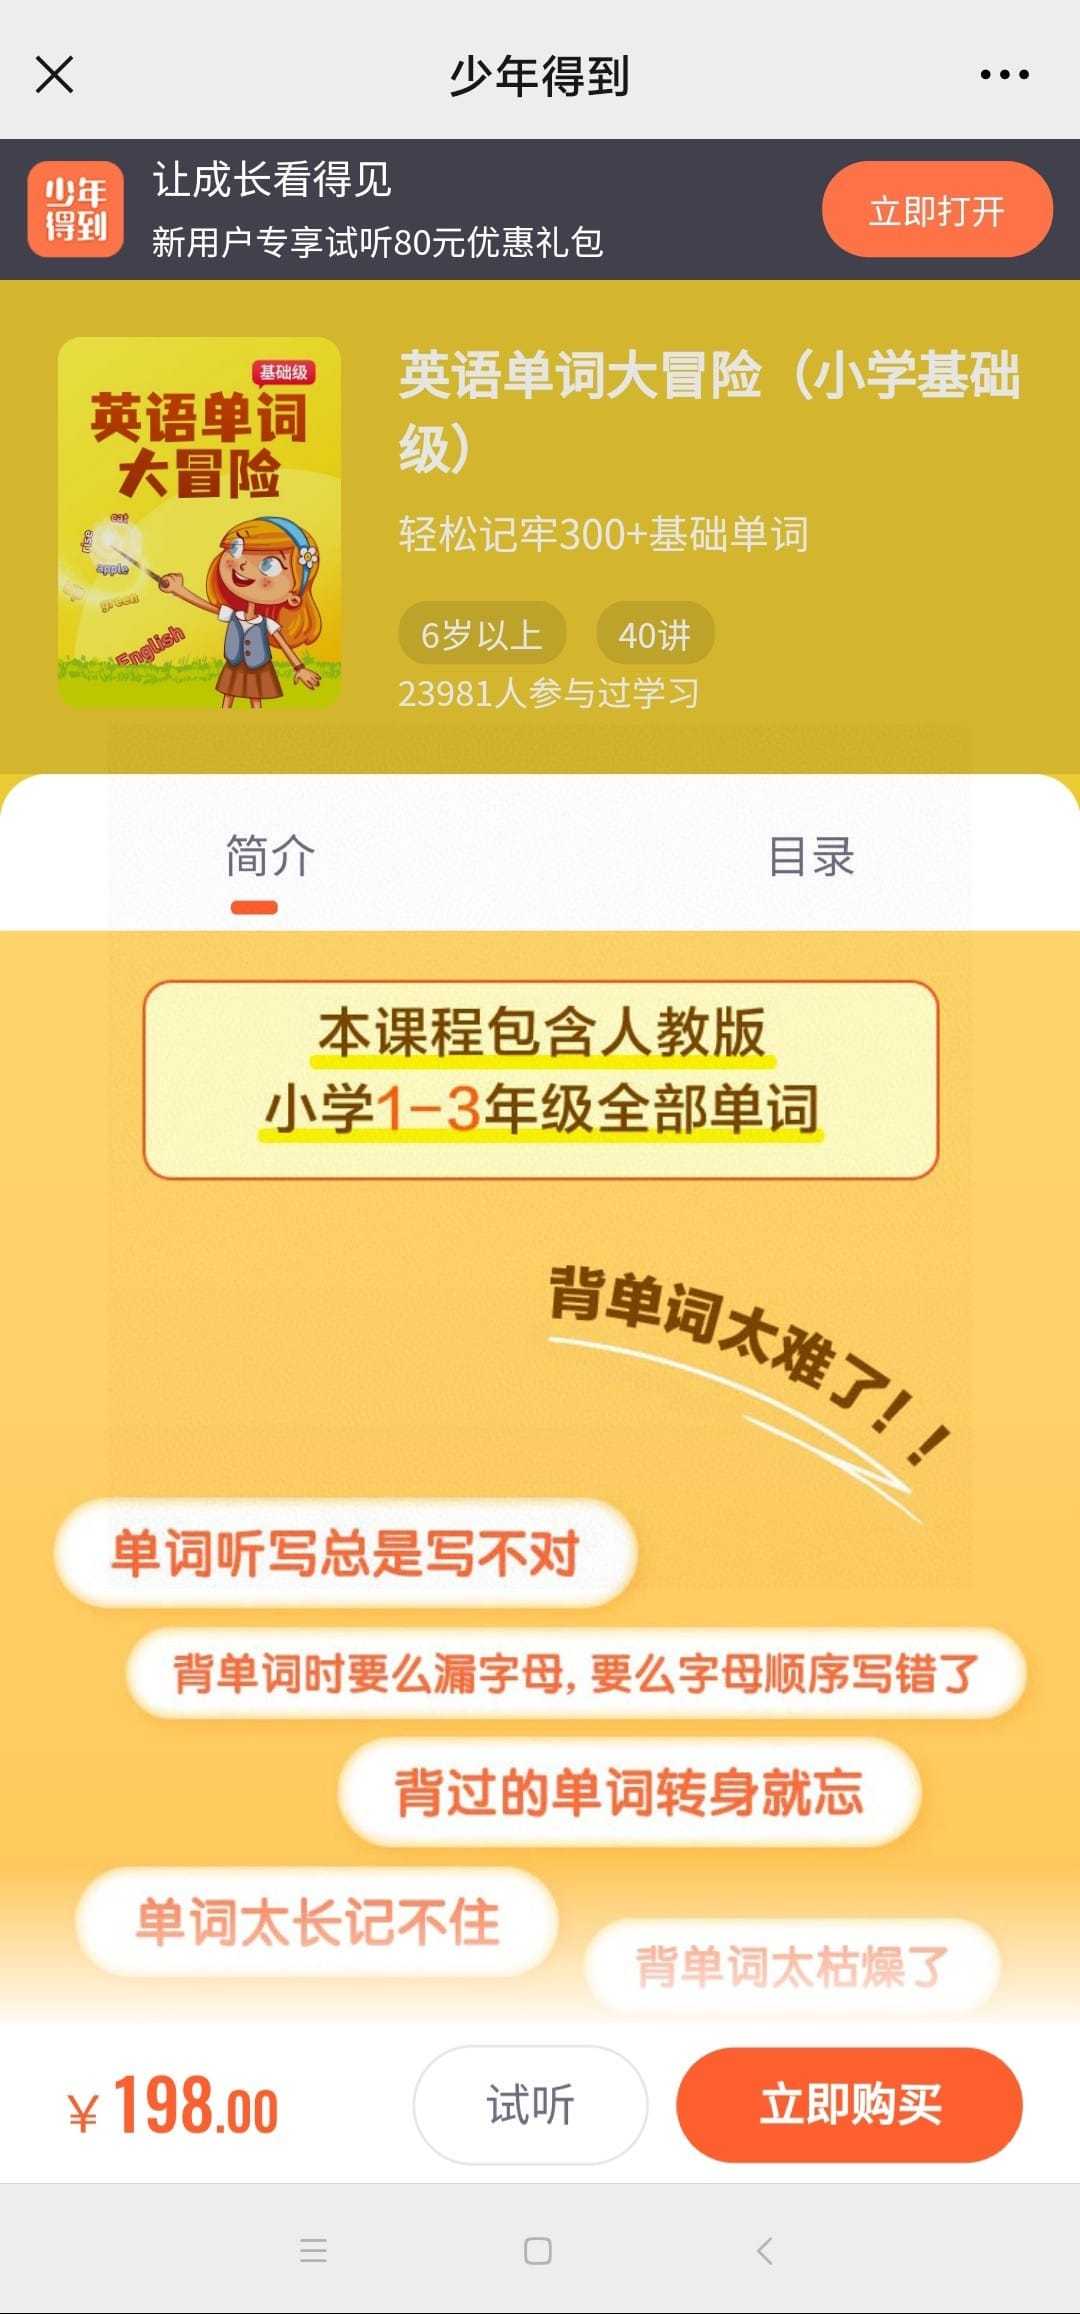 少年得到
少年
得到
让成长看得见
新用户专享试听80元优惠礼包
立即打开
基础级
英语单词
大冒险
eat
rise
apple
green
English
英语单词大冒险（小学基础
级）
轻松记牢300+基础单词
6岁以上
40讲
23981人参与过学习
简介
目录
本课程包含人教版
小学1-3年级全部单词
背单词太难了！！
单词听写总是写不对
背单词时要么漏字母，要么字母顺序写错了
背过的单词转身就忘
单词太长记不住
背单词太枯燥了
¥198.00
试听
立即购买